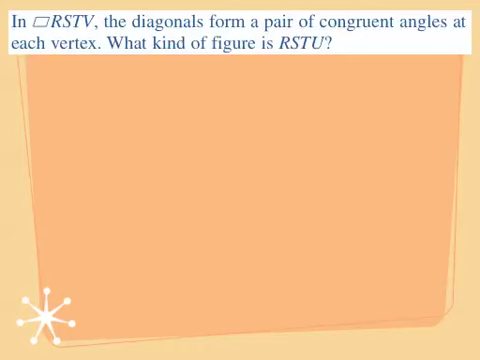 In ▱RSTV, the diagonals form a pair of congruent angles at
each vertex. What kind of figure is RSTU?